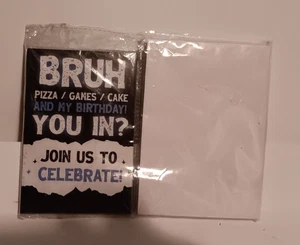 BRUH
PIZZA / GAMES / CAKE
AND MY BIRTHDAY!
YOU IN?
JOIN US TO
CELEBRATE!